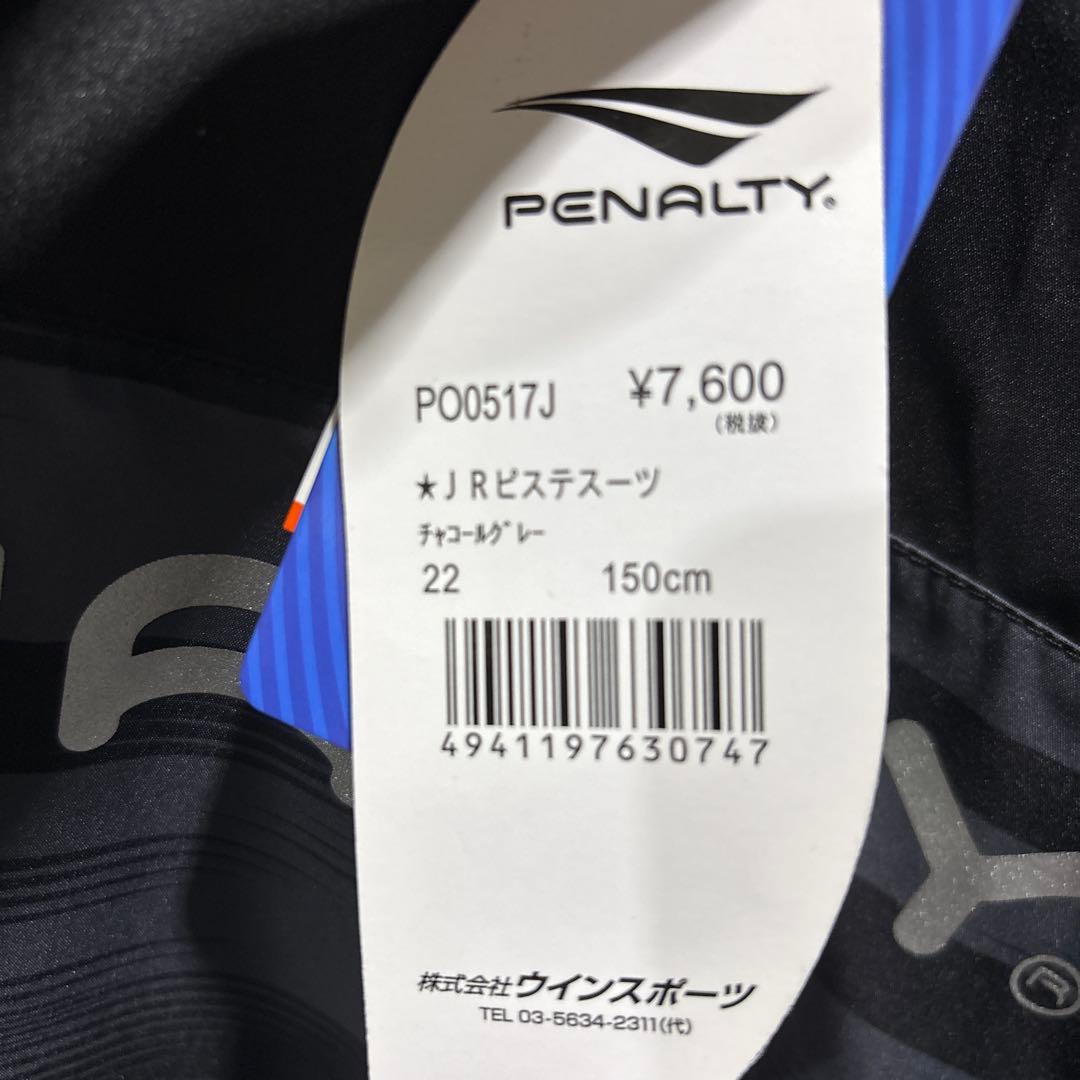 PENALTY®
PO0517J ¥7,600
(税抜)
★JRピステスーツ
ﾁｬｺｰﾙｸﾞﾚｰ
22 150cm
4941197630747
株式会社ウインスポーツ
TEL 03-5634-2311(代)
Y®